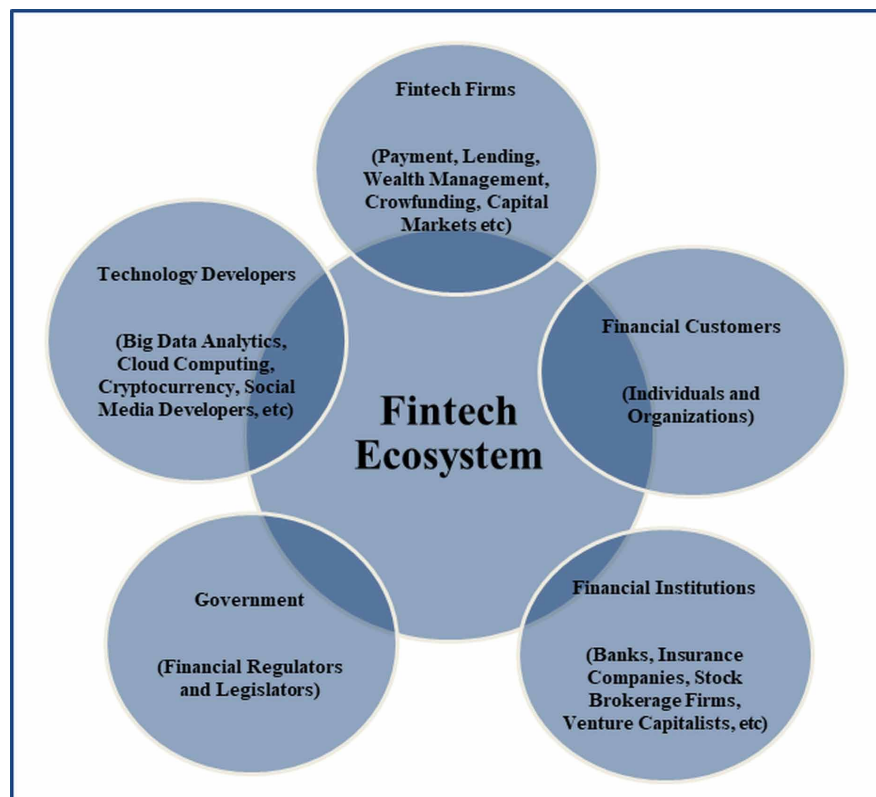 Fintech Firms
(Payment, Lending,
Wealth Management,
Crowfunding, Capital
Markets etc)
Technology Developers
(Big Data Analytics,
Cloud Computing,
Cryptocurrency, Social
Media Developers, etc)
Financial Customers
(Individuals and
Organizations)
Fintech
Ecosystem
Government
(Financial Regulators
and Legislators)
Financial Institutions
(Banks, Insurance
Companies, Stock
Brokerage Firms,
Venture Capitalists, etc)